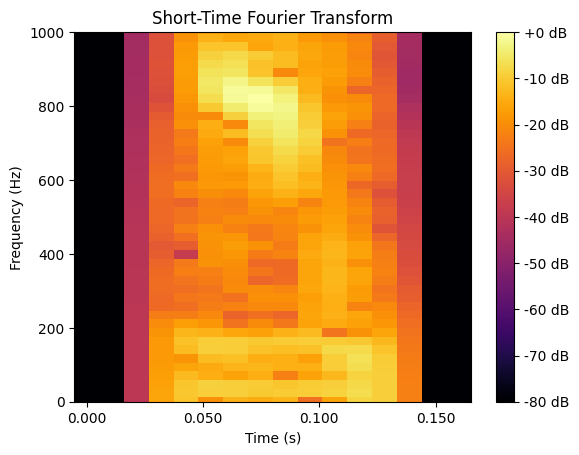 Short-Time Fourier Transform
1000
800
600
400
200
0
Frequency (Hz)
0.000
0.050
0.100
0.150
Time (s)
+0 dB
-10 dB
-20 dB
-30 dB
-40 dB
-50 dB
-60 dB
-70 dB
-80 dB